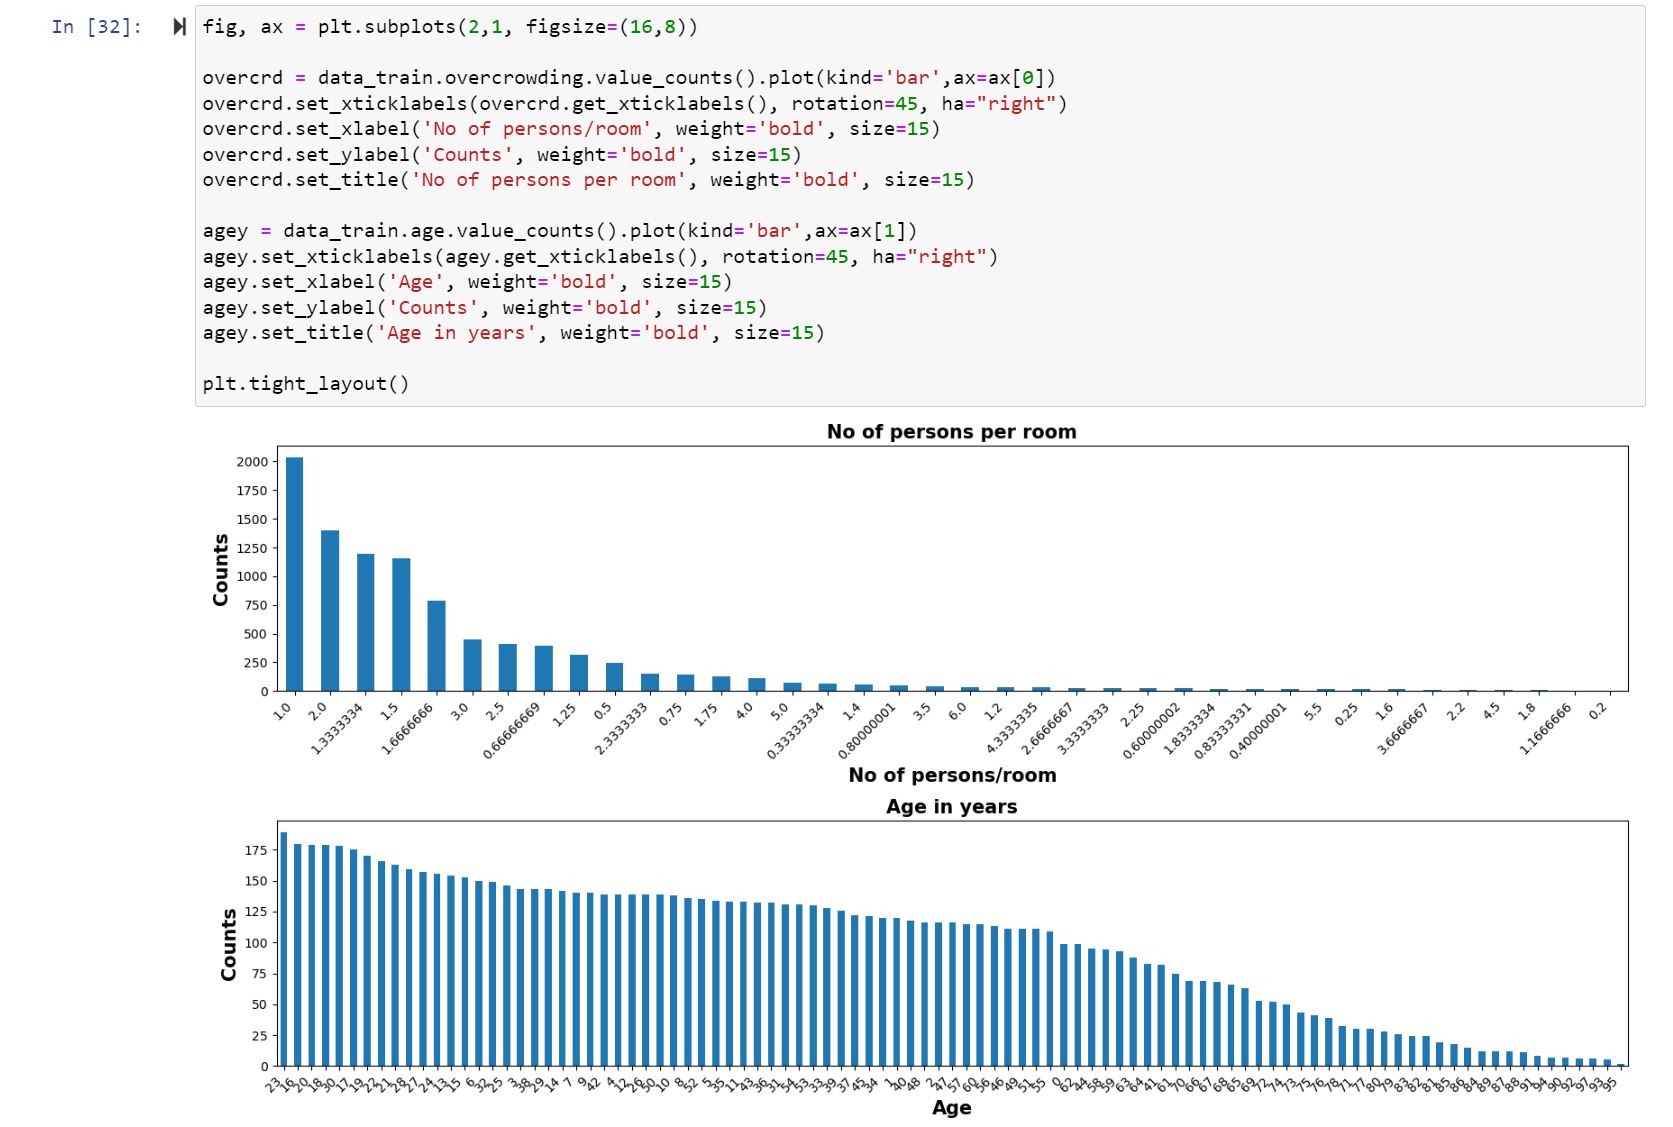 In [32]:
fig, ax = plt.subplots(2,1, figsize=(16,8))
overcrd = data_train.overcrowding.value_counts().plot(kind='bar',ax=ax[0])
overcrd.set_xticklabels(overcrd.get_xticklabels(), rotation=45, ha="right")
overcrd.set_xlabel('No of persons/room', weight='bold', size=15)
overcrd.set_ylabel('Counts', weight='bold', size=15)
overcrd.set_title('No of persons per room', weight='bold', size=15)
agey = data_train.age.value_counts().plot(kind='bar',ax=ax[1])
agey.set_xticklabels(agey.get_xticklabels(), rotation=45, ha="right")
agey.set_xlabel('Age', weight='bold', size=15)
agey.set_ylabel('Counts', weight='bold', size=15)
agey.set_title('Age in years', weight='bold', size=15)
plt.tight_layout()
No of persons per room
2000
1750
1500
1250
1000
750
500
250
0
Counts
1.0 2.0 1.3333334 1.5 1.6666666 3.0 2.5 0.66666669 1.25 0.5 2.3333333 0.75 1.75 4.0 5.0 0.33333334 1.4 0.80000001 3.5 6.0 1.2 4.3333335 2.6666667 3.3333333 2.25 0.60000002 1.8333334 0.83333331 0.40000001 5.5 0.25 1.6 3.6666667 2.2 4.5 1.8 1.1666666 0.2
No of persons/room
Age in years
175
150
125
100
75
50
25
0
Counts
23 16 20 18 30 17 19 22 21 28 27 24 13 15 6 32 25 3 38 29 14 7 9 42 4 12 26 50 10 8 52 5 35 11 43 36 31 54 53 33 39 37 45 34 1 40 48 2 47 57 60 56 46 49 51 55 0 62 44 58 59 63 64 41 61 70 66 67 68 65 69 72 74 73 75 76 78 71 77 80 79 83 82 81 85 86 84 89 87 88 91 94 90 92 97 93 95
Age